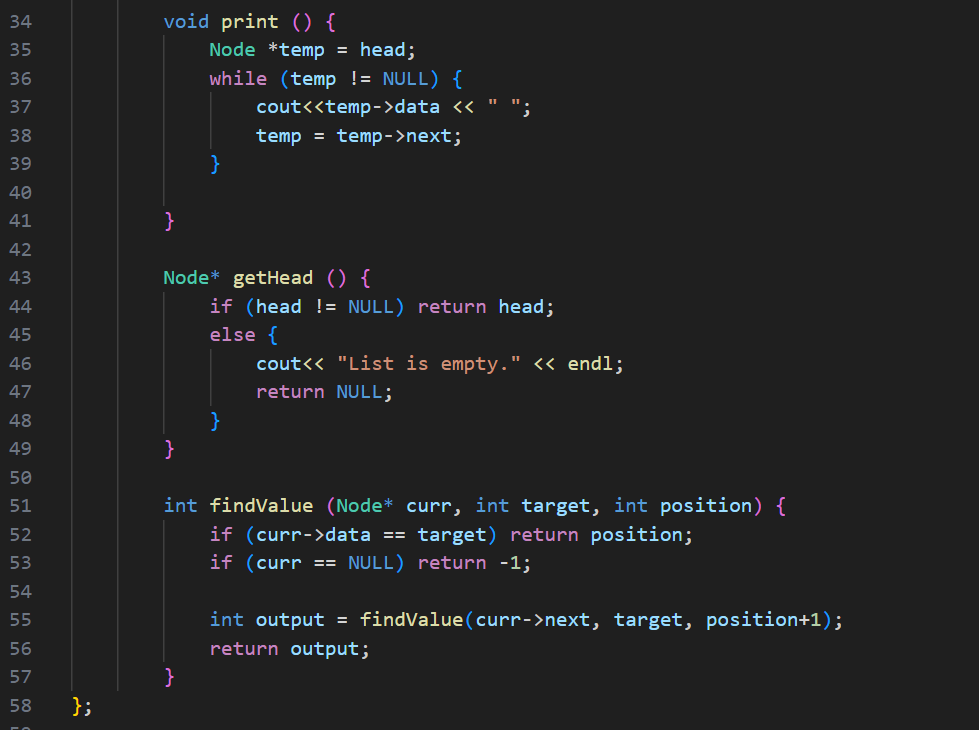 34 void print () {
35 Node *temp = head;
36 while (temp != NULL) {
37 cout<<temp->data << " ";
38 temp = temp->next;
39 }
40
41 }
42
43 Node* getHead () {
44 if (head != NULL) return head;
45 else {
46 cout<< "List is empty." << endl;
47 return NULL;
48 }
49 }
50
51 int findValue (Node* curr, int target, int position) {
52 if (curr->data == target) return position;
53 if (curr == NULL) return -1;
54
55 int output = findValue(curr->next, target, position+1);
56 return output;
57 }
58 };